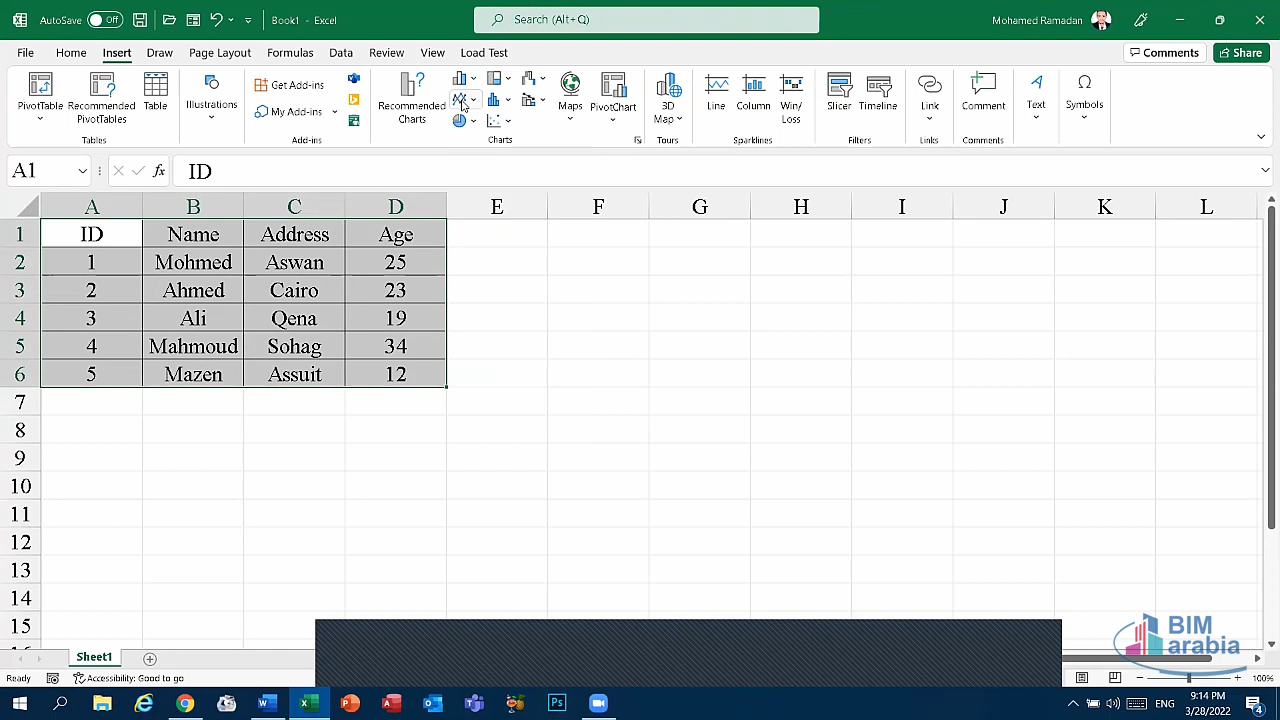 AutoSave Off Book1 - Excel Search (Alt+Q) Mohamed Ramadan
File Home Insert Draw Page Layout Formulas Data Review View Load Test Comments Share
PivotTable Recommended PivotTables Table Illustrations Get Add-ins My Add-ins Recommended Charts Maps PivotChart 3D Map Line Column Win/Loss Slicer Timeline Link Comment Text Symbols
Tables Add-ins Charts Tours Sparklines Filters Links Comments
A1 fx ID
A B C D E F G H I J K L
1 ID Name Address Age
2 1 Mohmed Aswan 25
3 2 Ahmed Cairo 23
4 3 Ali Qena 19
5 4 Mahmoud Sohag 34
6 5 Mazen Assuit 12
7
8
9
10
11
12
13
14
15
BIM
arabia
Sheet1
Ready Accessibility: Good to go 100%
ENG 9:14 PM
3/28/2022 4